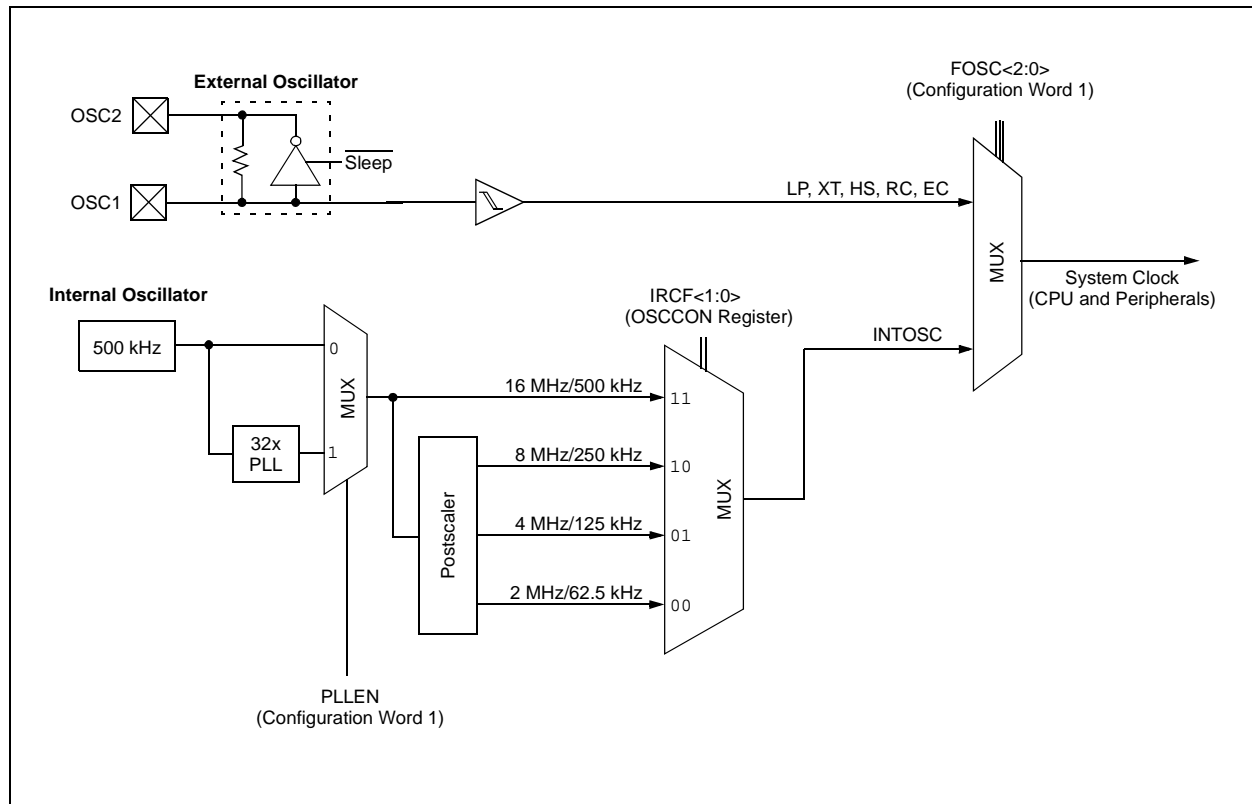 FOSC<2:0>
(Configuration Word 1)
External Oscillator
OSC2
Sleep
OSC1
LP, XT, HS, RC, EC
MUX
System Clock
(CPU and Peripherals)
Internal Oscillator
IRCF<1:0>
(OSCCON Register)
500 kHz
0
MUX
INTOSC
16 MHz/500 kHz
11
32x
PLL
1
8 MHz/250 kHz
10
MUX
Postscaler
4 MHz/125 kHz
01
2 MHz/62.5 kHz
00
PLLEN
(Configuration Word 1)